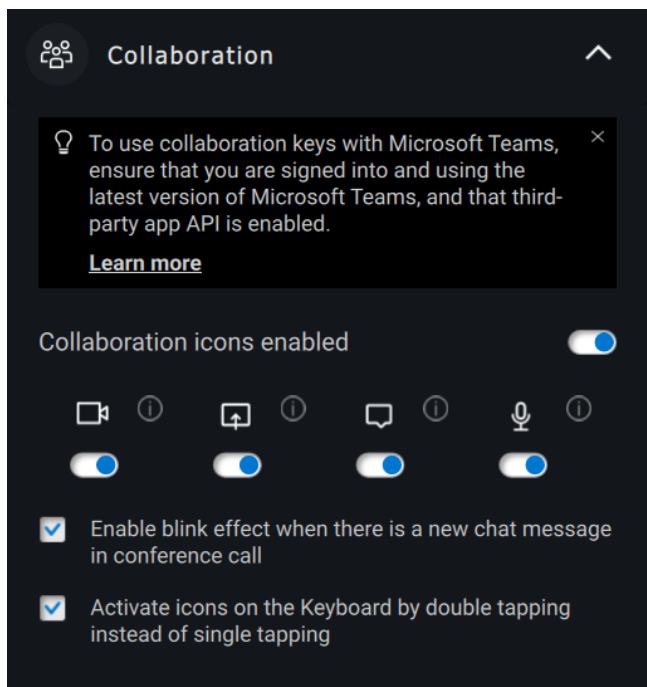 Collaboration
To use collaboration keys with Microsoft Teams,
ensure that you are signed into and using the
latest version of Microsoft Teams, and that third-
party app API is enabled.
Learn more
Collaboration icons enabled
Enable blink effect when there is a new chat message
in conference call
Activate icons on the Keyboard by double tapping
instead of single tapping